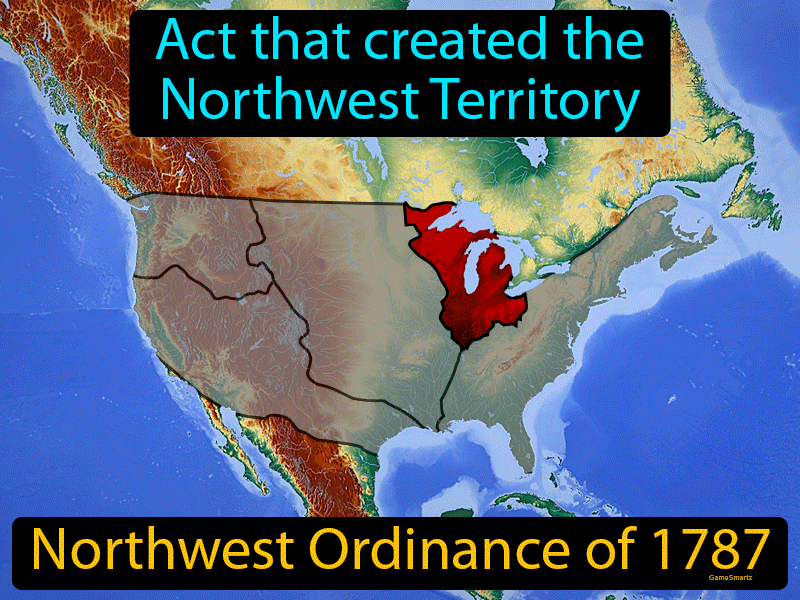 Act that created the
Northwest Territory
Northwest Ordinance of 1787
GameSmartz